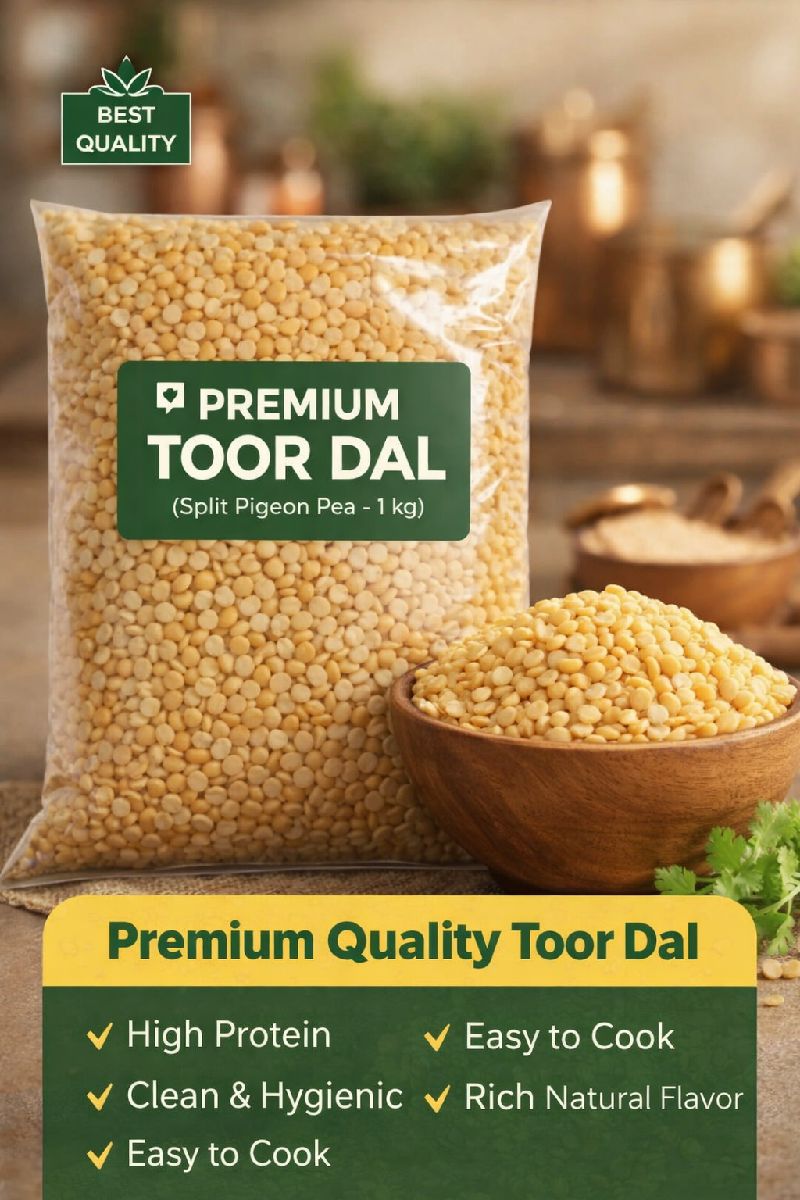 BEST
QUALITY
PREMIUM
TOOR DAL
(Split Pigeon Pea - 1 kg)
Premium Quality Toor Dal
High Protein
Easy to Cook
Clean & Hygienic
Rich Natural Flavor
Easy to Cook